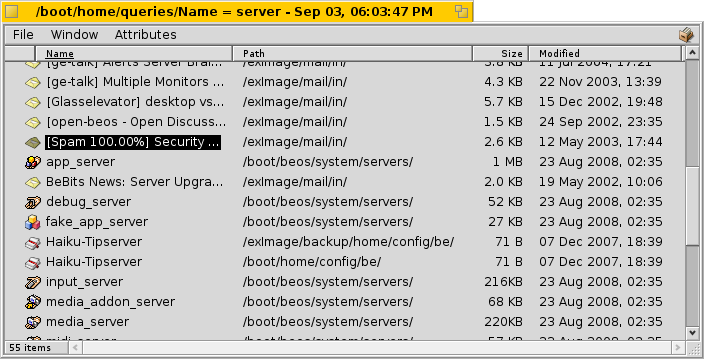 /boot/home/queries/Name = server - Sep 03, 06:03:47 PM
File Window Attributes
Name Path Size Modified
[ge-talk] Alerts Server Brai... /exImage/mail/in/ 3.8 KB 11 Jul 2004, 17:21
[ge-talk] Multiple Monitors ... /exImage/mail/in/ 4.3 KB 22 Nov 2003, 13:39
[Glasselevator] desktop vs... /exImage/mail/in/ 5.7 KB 15 Dec 2002, 19:48
[open-beos - Open Discuss... /exImage/mail/in/ 1.5 KB 24 Sep 2002, 23:35
[Spam 100.00%] Security ... /exImage/mail/in/ 2.6 KB 12 May 2003, 17:44
app_server /boot/beos/system/servers/ 1 MB 23 Aug 2008, 02:35
BeBits News: Server Upgra... /exImage/mail/in/ 2.0 KB 19 May 2002, 10:06
debug_server /boot/beos/system/servers/ 52 KB 23 Aug 2008, 02:35
fake_app_server /boot/beos/system/servers/ 27 KB 23 Aug 2008, 02:35
Haiku-Tipserver /exImage/backup/home/config/be/ 71 B 07 Dec 2007, 18:39
Haiku-Tipserver /boot/home/config/be/ 71 B 07 Dec 2007, 18:39
input_server /boot/beos/system/servers/ 216KB 23 Aug 2008, 02:35
media_addon_server /boot/beos/system/servers/ 68 KB 23 Aug 2008, 02:35
media_server /boot/beos/system/servers/ 220KB 23 Aug 2008, 02:35
midi_server /boot/beos/system/servers/ 57 KB 23 Aug 2008, 02:35
55 items